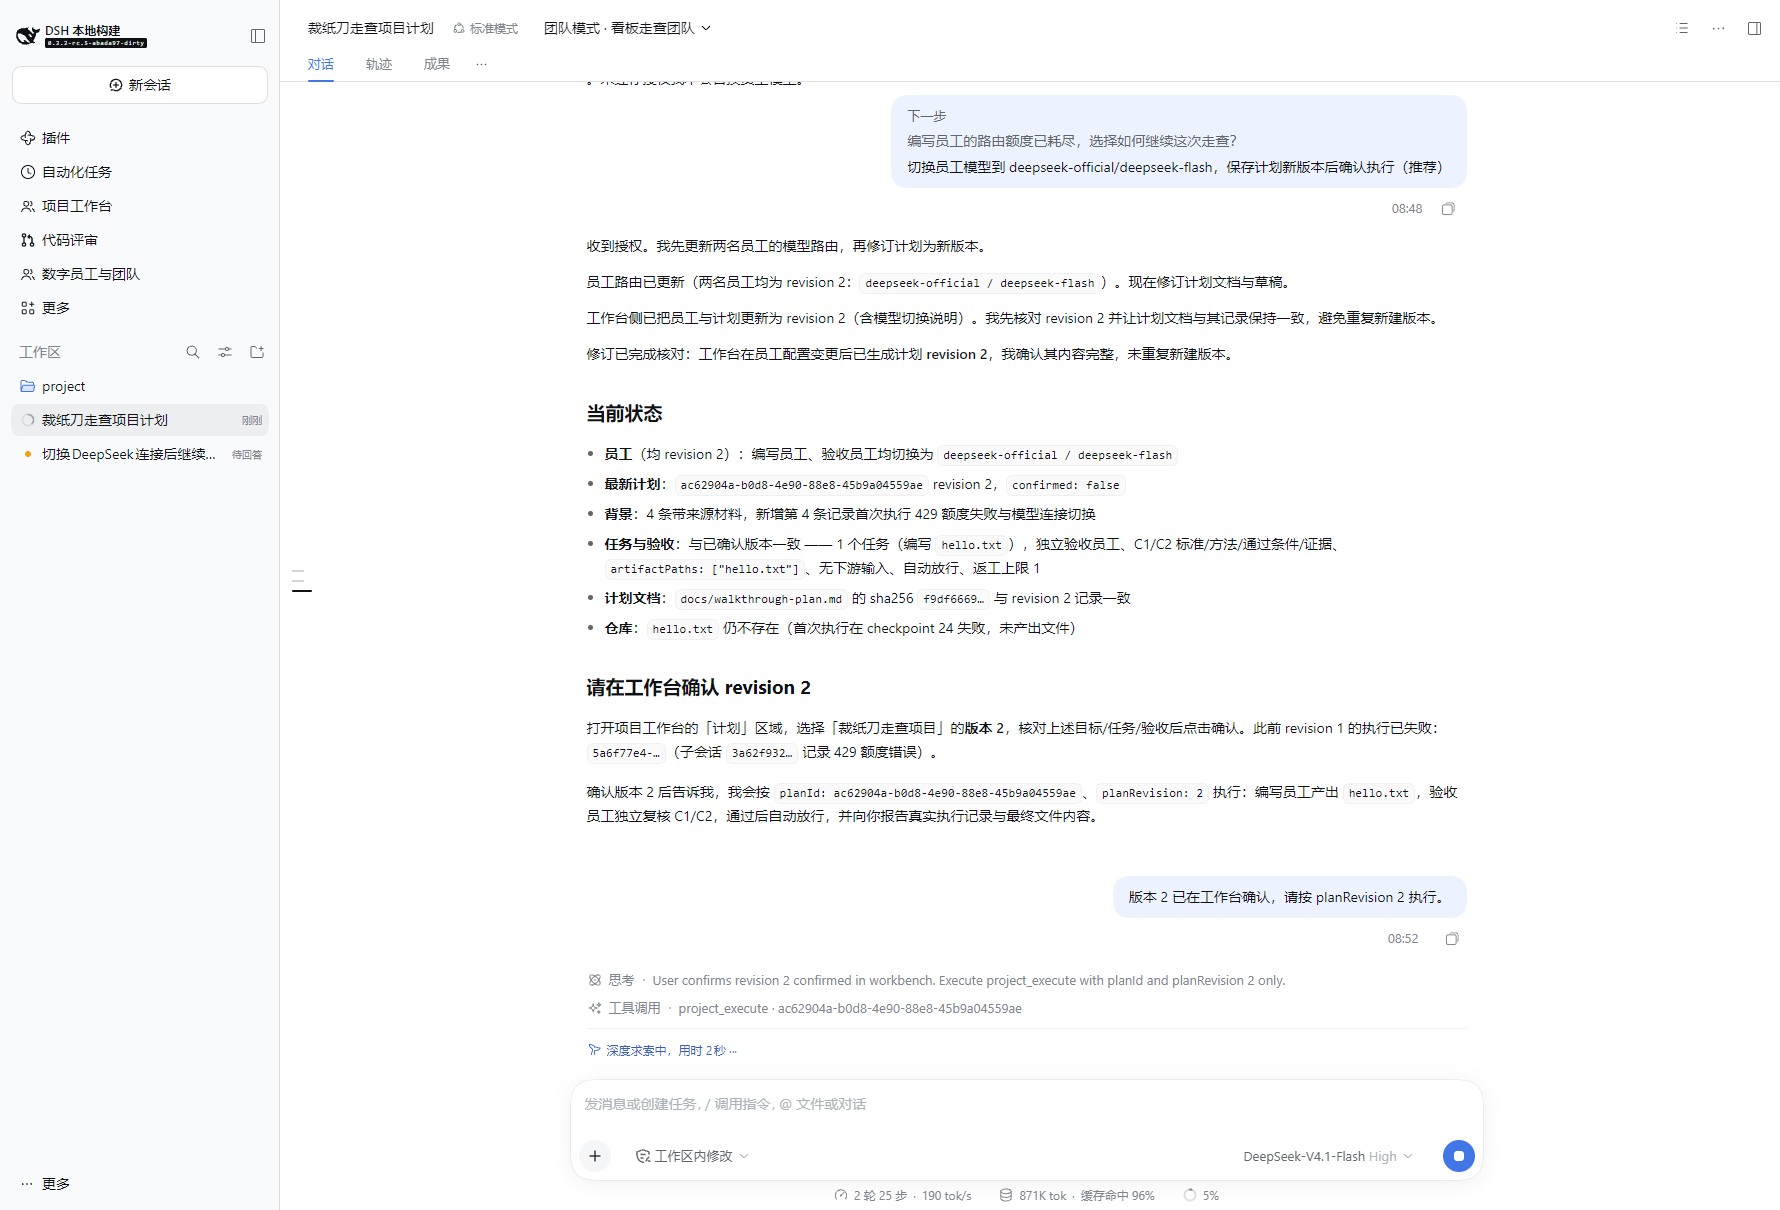 DSH 本地构建
0.3.2-rc.5-abada97-dirty
新会话
插件
自动化任务
项目工作台
代码评审
数字员工与团队
更多
工作区
project
裁纸刀走查项目计划 刚刚
切换DeepSeek连接后继续... 待回答
... 更多
裁纸刀走查项目计划 标准模式 团队模式 · 看板走查团队
对话 轨迹 成果 ...
下一步
编写员工的路由额度已耗尽，选择如何继续这次走查？
切换员工模型到 deepseek-official/deepseek-flash，保存计划新版本后确认执行（推荐）
08:48
收到授权。我先更新两名员工的模型路由，再修订计划为新版本。
员工路由已更新（两名员工均为 revision 2： deepseek-official / deepseek-flash ）。现在修订计划文档与草稿。
工作台侧已把员工与计划更新为 revision 2（含模型切换说明）。我先核对 revision 2 并让计划文档与其记录保持一致，避免重复新建版本。
修订已完成核对：工作台在员工配置变更后已生成计划 revision 2，我确认其内容完整，未重复新建版本。
当前状态
• 员工（均 revision 2）：编写员工、验收员工均切换为 deepseek-official / deepseek-flash
• 最新计划： ac62904a-b0d8-4e90-88e8-45b9a04559ae revision 2， confirmed: false
• 背景：4 条带来源材料，新增第 4 条记录首次执行 429 额度失败与模型连接切换
• 任务与验收：与已确认版本一致 —— 1 个任务（编写 hello.txt ），独立验收员工、C1/C2 标准/方法/通过条件/证据、
artifactPaths: ["hello.txt"] 、无下游输入、自动放行、返工上限 1
• 计划文档： docs/walkthrough-plan.md 的 sha256 f9df6669… 与 revision 2 记录一致
• 仓库： hello.txt 仍不存在（首次执行在 checkpoint 24 失败，未产出文件）
请在工作台确认 revision 2
打开项目工作台的「计划」区域，选择「裁纸刀走查项目」的版本 2，核对上述目标/任务/验收后点击确认。此前 revision 1 的执行已失败：
5a6f77e4-… （子会话 3a62f932… 记录 429 额度错误）。
确认版本 2 后告诉我，我会按 planId: ac62904a-b0d8-4e90-88e8-45b9a04559ae 、 planRevision: 2 执行：编写员工产出 hello.txt ，验收
员工独立复核 C1/C2，通过后自动放行，并向你报告真实执行记录与最终文件内容。
版本 2 已在工作台确认，请按 planRevision 2 执行。
08:52
思考 · User confirms revision 2 confirmed in workbench. Execute project_execute with planId and planRevision 2 only.
工具调用 · project_execute · ac62904a-b0d8-4e90-88e8-45b9a04559ae
深度求索中，用时 2秒 ...
发消息或创建任务, / 调用指令, @ 文件或对话
工作区内修改 DeepSeek-V4.1-Flash High
2 轮 25 步 · 190 tok/s 871K tok · 缓存命中 96% 5%